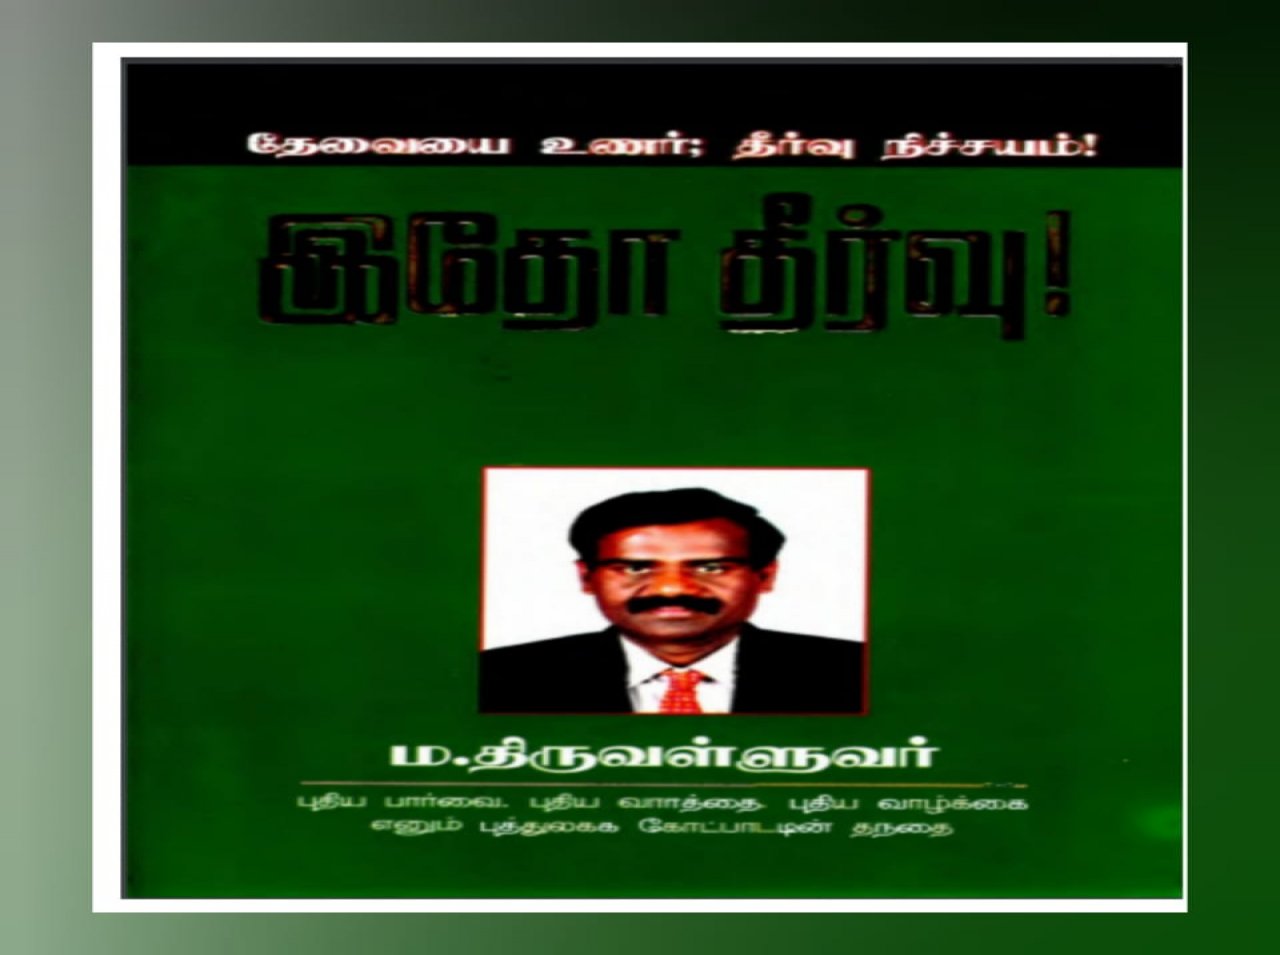 தேவையை உணர்; தீர்வு நிச்சயம்!
இதோ தீர்வு!
ம.திருவள்ளுவர்
புதிய பார்வை. புதிய வார்த்தை. புதிய வாழ்க்கை
எனும் புத்துலகக் கோட்பாட்டின் தந்தை